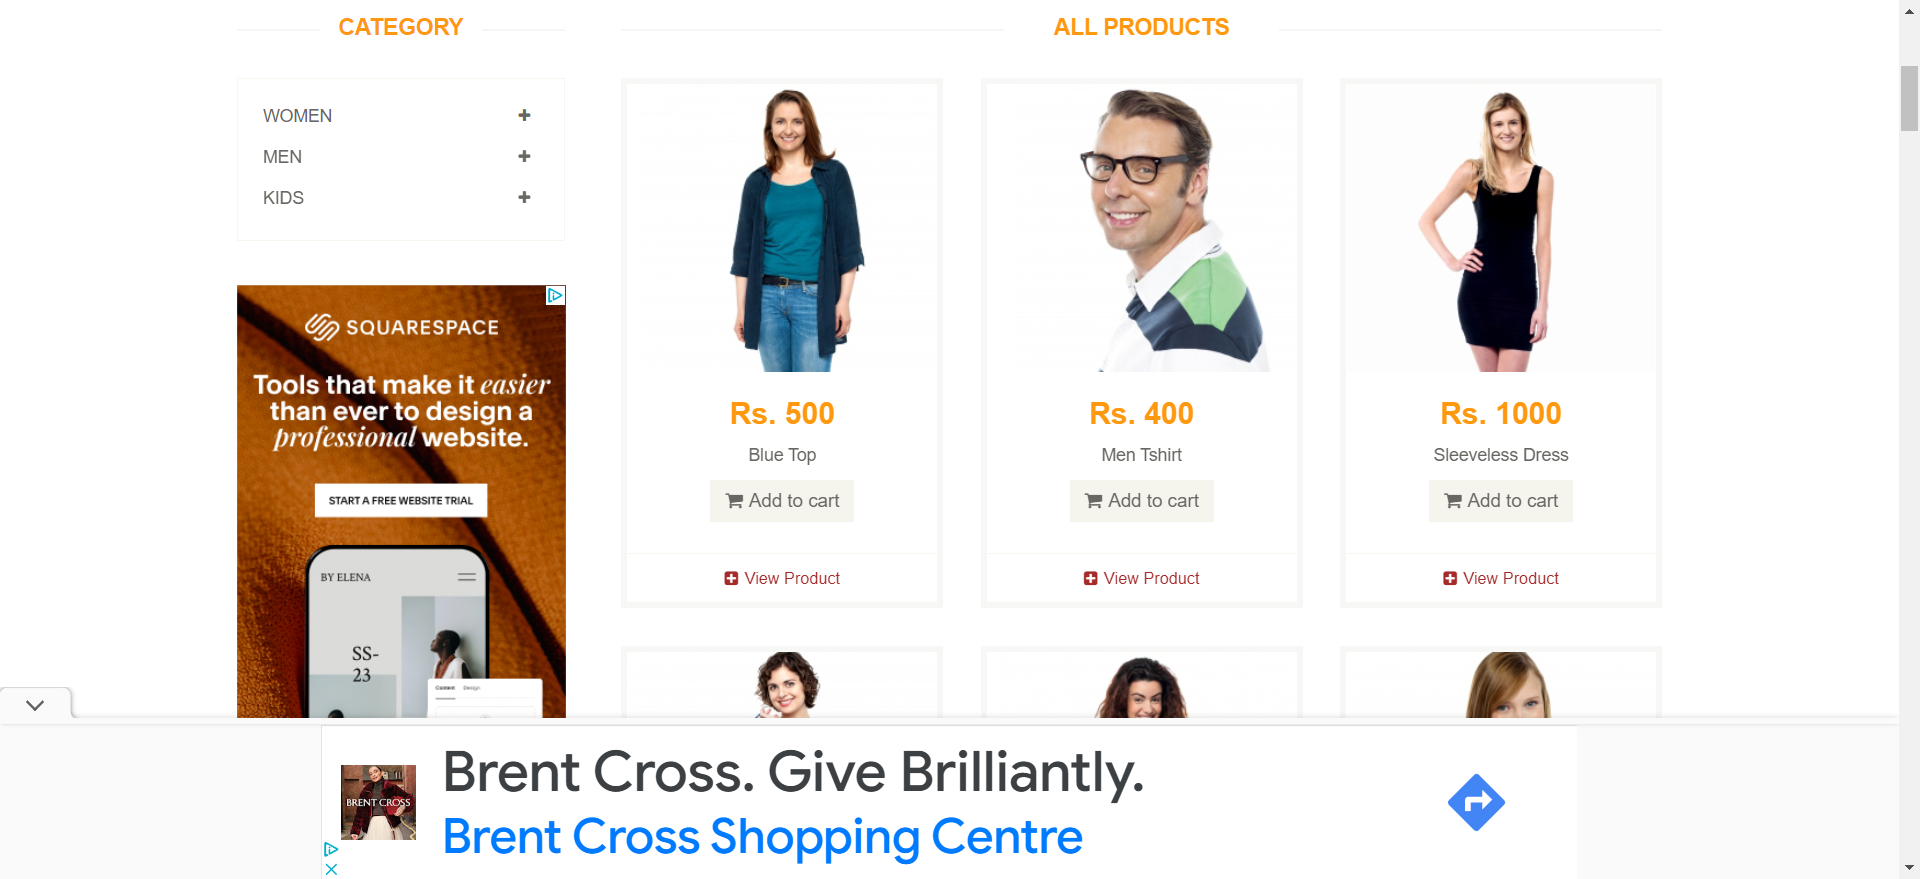 CATEGORY
WOMEN
MEN
KIDS
SQUARESPACE
Tools that make it easier
than ever to design a
professional website.
START A FREE WEBSITE TRIAL
BY ELENA
SS-
23
Content Design
ALL PRODUCTS
Rs. 500
Blue Top
Add to cart
View Product
Rs. 400
Men Tshirt
Add to cart
View Product
Rs. 1000
Sleeveless Dress
Add to cart
View Product
BRENT CROSS
Brent Cross. Give Brilliantly.
Brent Cross Shopping Centre